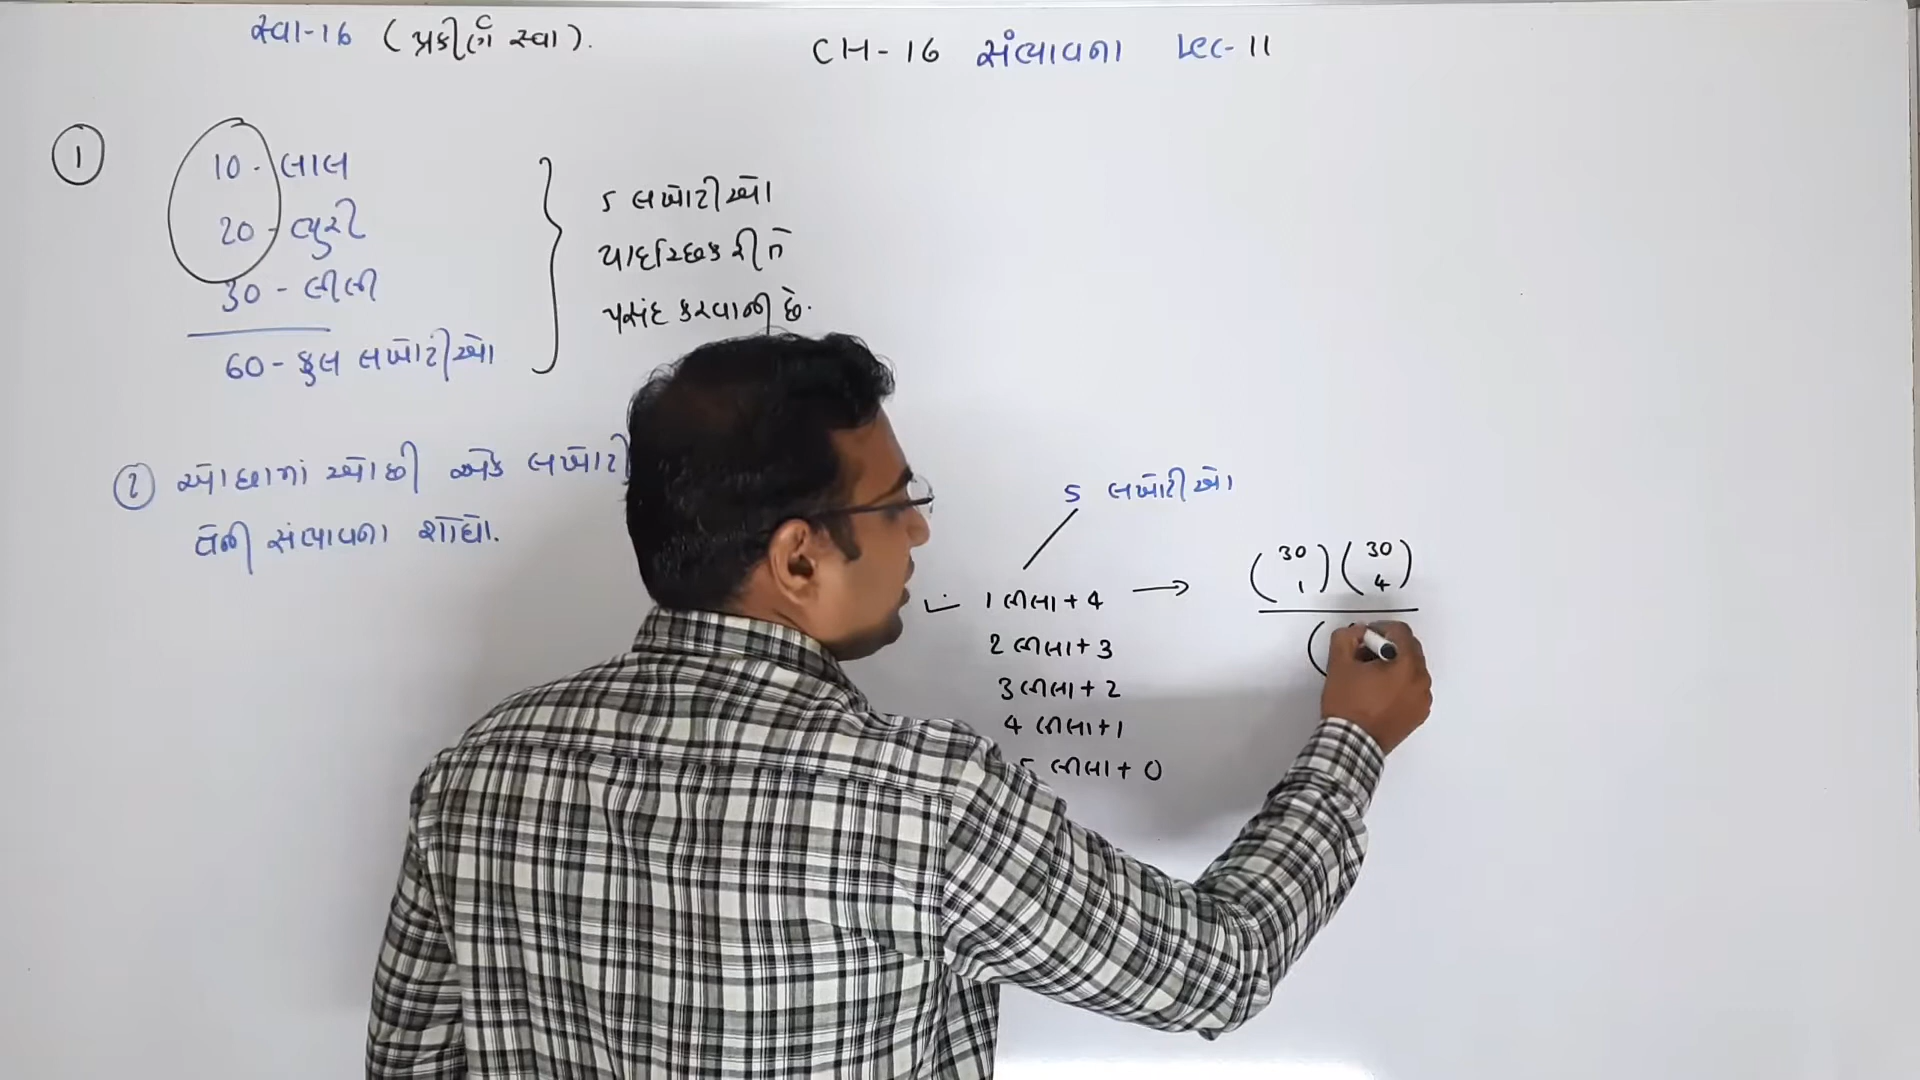 સ્વા-16 (પ્રકીર્ણ સ્વા).
CH-16 સંભાવના Lec-11
1
10-લાલ
20-ભુરી
30-લીલી
60-કુલ લખોટીઓ
5 લખોટીઓ
યાદચ્છિક રીતે
પસંદ કરવાની છે.
2 ઓછામાં ઓછી એક લખોટી
તેની સંભાવના શોધો.
5 લખોટીઓ
1 લીલા+4 → (30 1)(30 4)
2 લીલા+3
3 લીલા+2
4 લીલા+1
5 લીલા+0